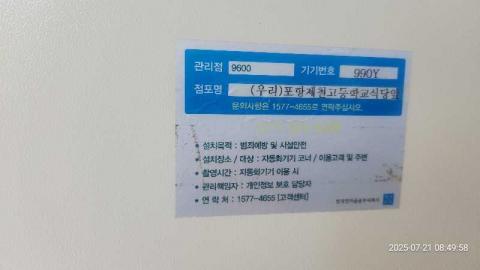 관리점 9600 기기번호 990Y
점포명 (우리)포항제철고등학교식당앞
문의사항은 1577-4655로 연락주십시오.
• 설치목적 : 범죄예방 및 시설안전
• 설치장소 / 대상 : 자동화기기 코너 / 이용고객 및 주변
• 촬영시간 : 자동화기기 이용 시
• 관리책임자 : 개인정보 보호 담당자
• 연 락 처 : 1577-4655 [고객센터]
2025-07-21 08:49:58